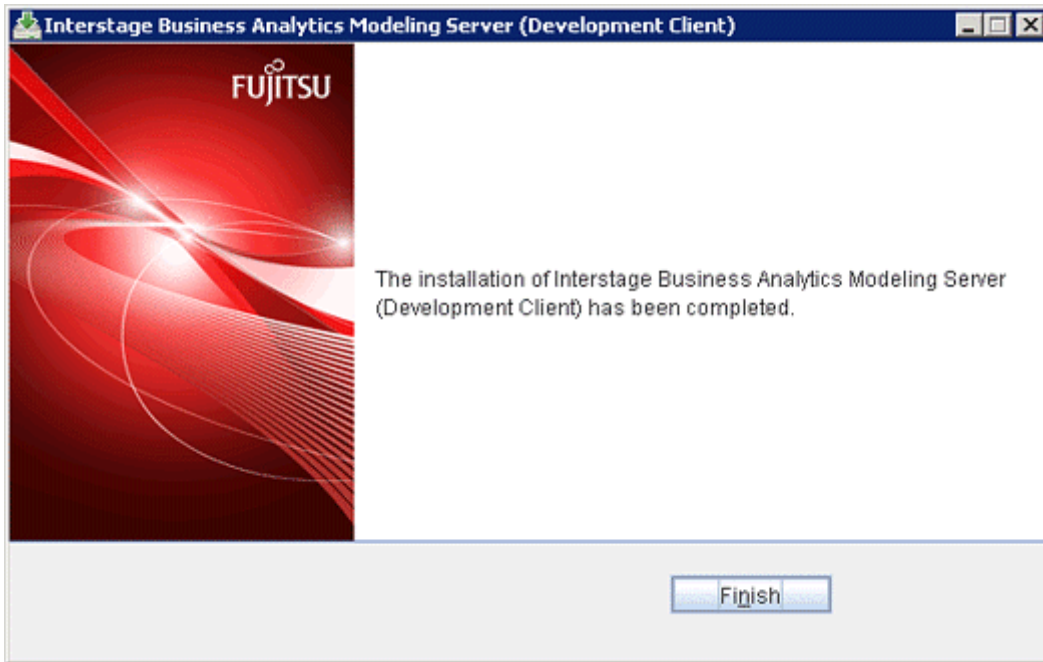 Interstage Business Analytics Modeling Server (Development Client)
FUJITSU
The installation of Interstage Business Analytics Modeling Server
(Development Client) has been completed.
Finish